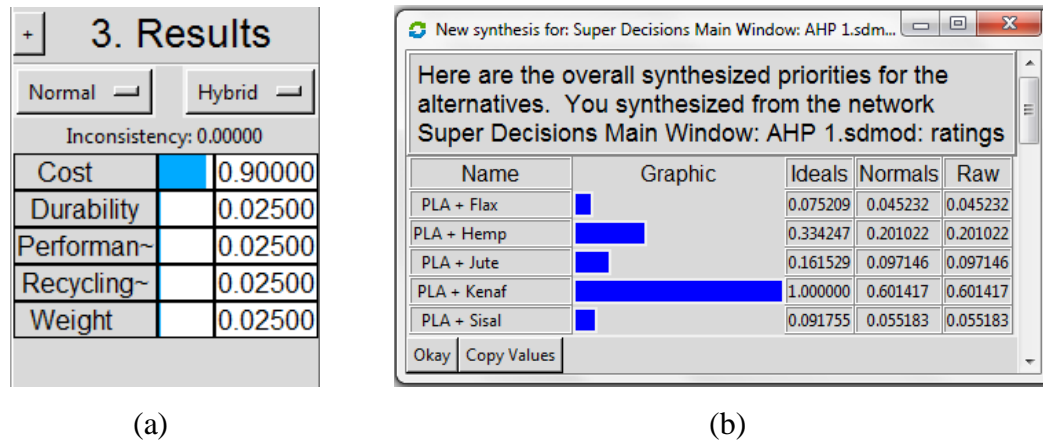 + 3. Results
Normal Hybrid
Inconsistency: 0.00000
Cost 0.90000
Durability 0.02500
Performan~ 0.02500
Recycling~ 0.02500
Weight 0.02500
(a)
New synthesis for: Super Decisions Main Window: AHP 1.sdm...
Here are the overall synthesized priorities for the
alternatives. You synthesized from the network
Super Decisions Main Window: AHP 1.sdmod: ratings
Name Graphic Ideals Normals Raw
PLA + Flax 0.075209 0.045232 0.045232
PLA + Hemp 0.334247 0.201022 0.201022
PLA + Jute 0.161529 0.097146 0.097146
PLA + Kenaf 1.000000 0.601417 0.601417
PLA + Sisal 0.091755 0.055183 0.055183
Okay Copy Values
(b)